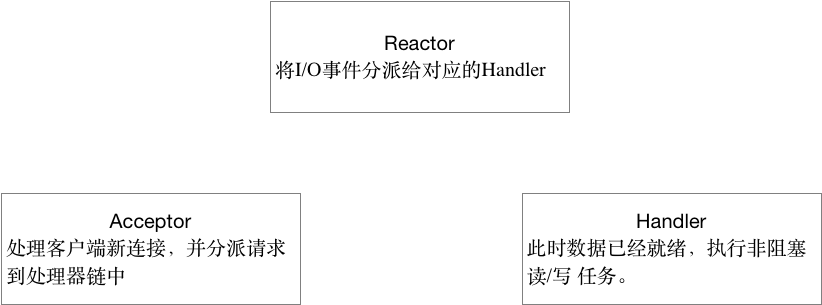 Reactor
将I/O事件分派给对应的Handler
Acceptor
处理客户端新连接，并分派请求
到处理器链中
Handler
此时数据已经就绪，执行非阻塞
读/写 任务。